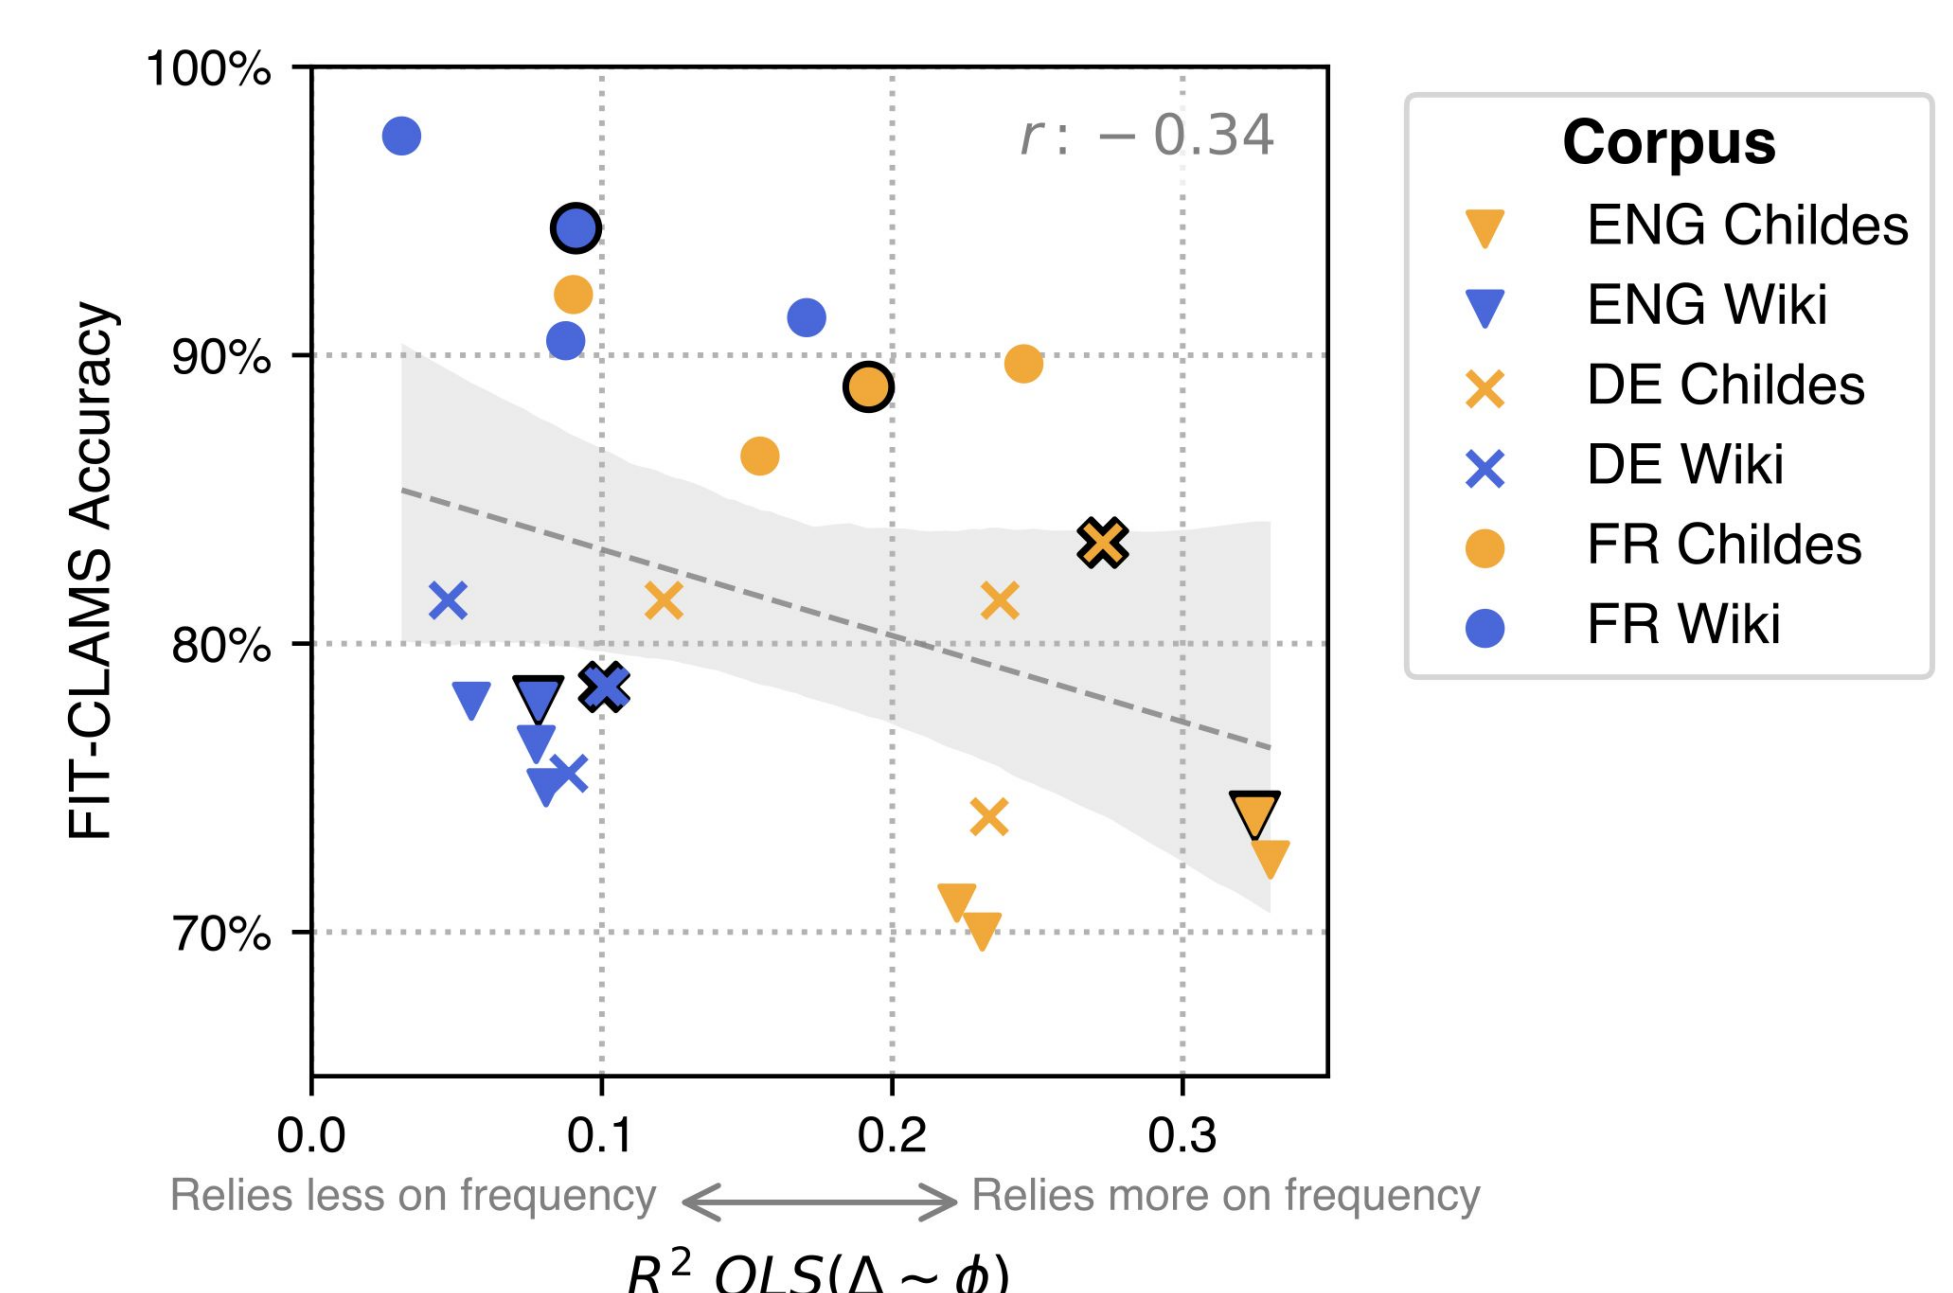 100%
90%
80%
70%
FIT-CLAMS Accuracy
r: − 0.34
0.0 0.1 0.2 0.3
Relies less on frequency Relies more on frequency
R² OLS(Δ ~ ϕ)
Corpus
ENG Childes
ENG Wiki
DE Childes
DE Wiki
FR Childes
FR Wiki